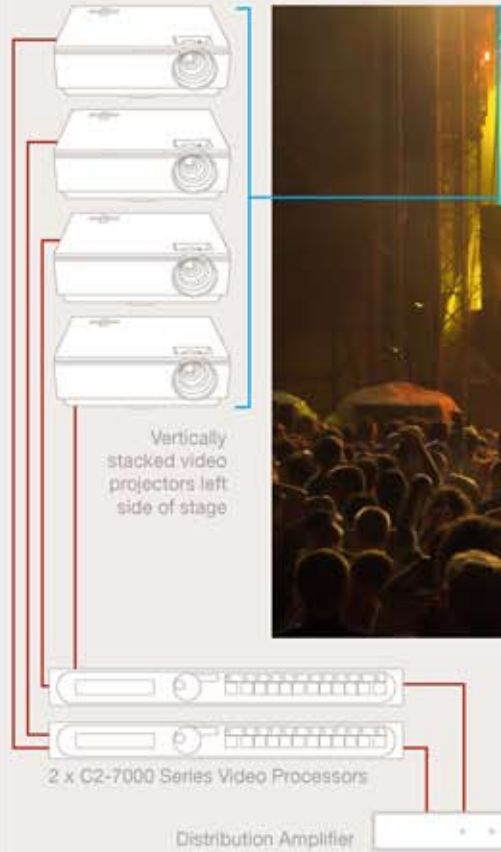 Vertically
stacked video
projectors left
side of stage
2 x C2-7000 Series Video Processors
Distribution Amplifier